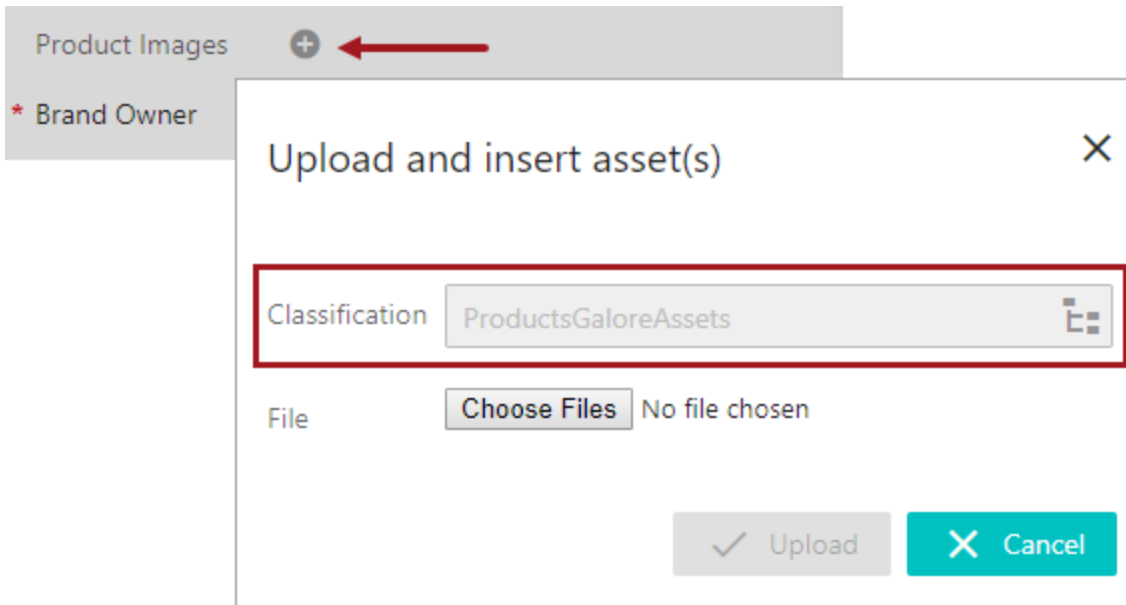 Product Images
* Brand Owner
Upload and insert asset(s)
Classification ProductsGaloreAssets
File Choose Files No file chosen
Upload Cancel